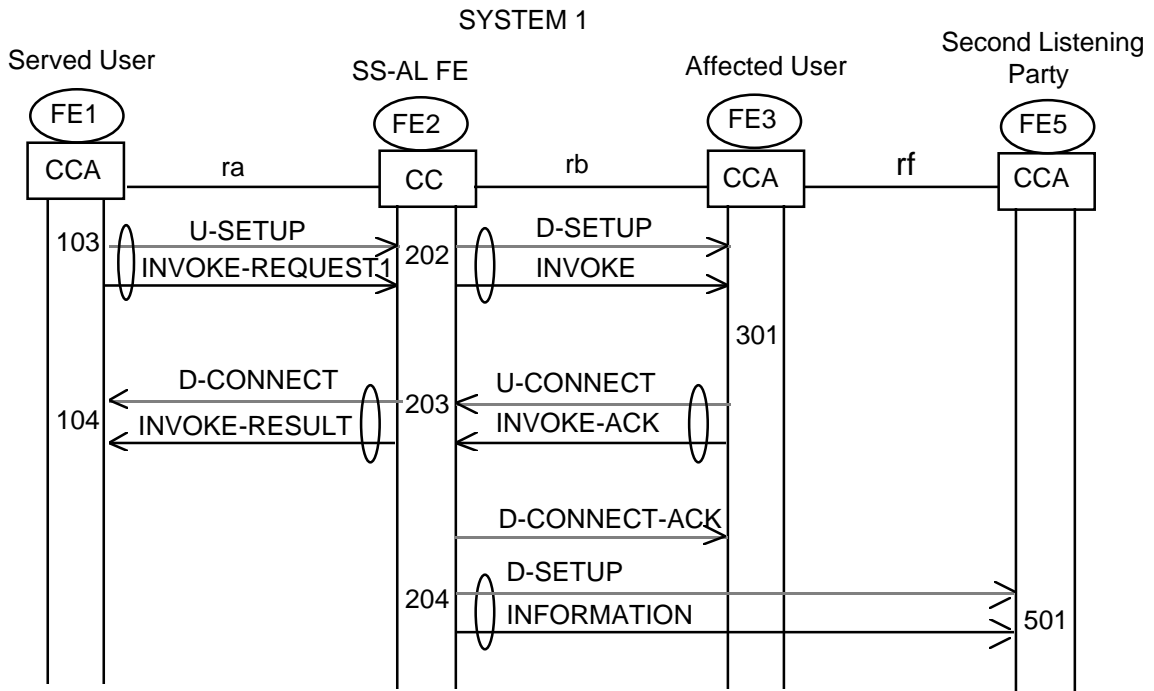 SYSTEM 1
Served User
SS-AL FE
Affected User
Second Listening
Party
FE1
FE2
FE3
FE5
CCA
ra
CC
rb
CCA
rf
CCA
103
U-SETUP
INVOKE-REQUEST1
202
D-SETUP
INVOKE
301
D-CONNECT
104
INVOKE-RESULT
203
U-CONNECT
INVOKE-ACK
D-CONNECT-ACK
204
D-SETUP
INFORMATION
501